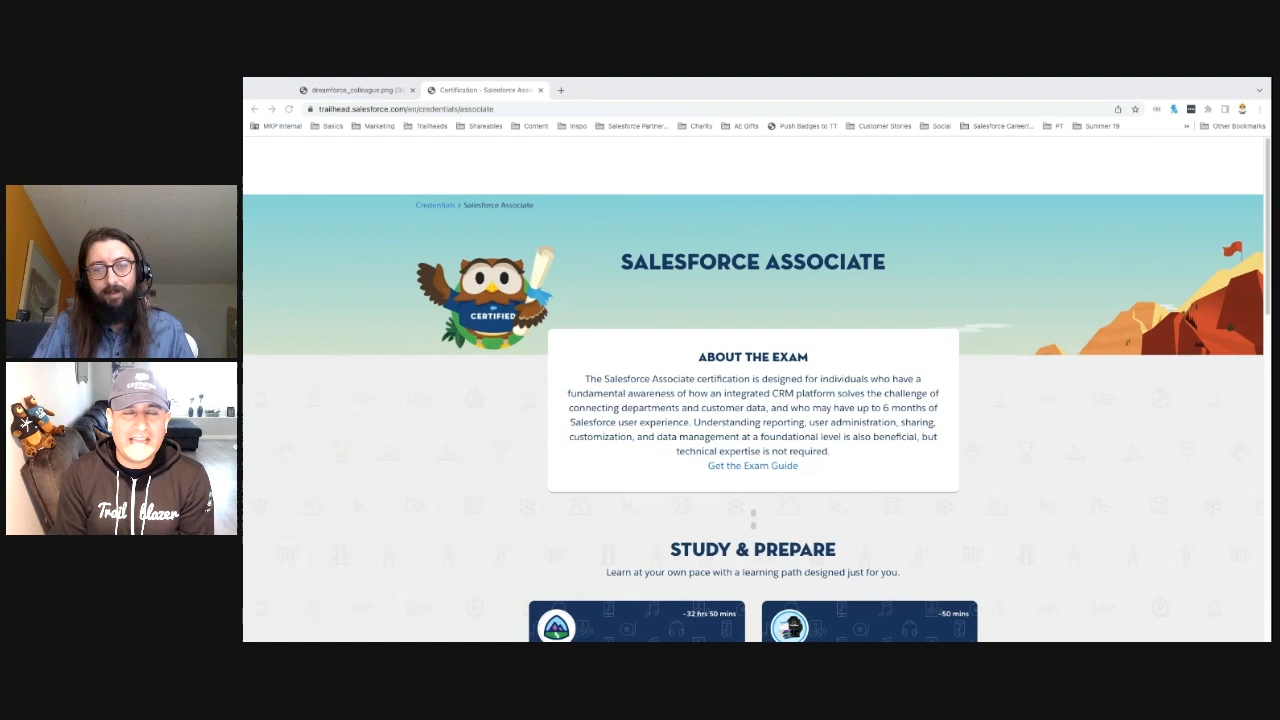 dreamforce_colleague.png
Certification - Salesforce Asso
trailhead.salesforce.com/en/credentials/associate
MKP Internal
Basics
Marketing
Trailheads
Shareables
Content
Inspo
Salesforce Partner...
Charity
AE Gifts
Push Badges to TT
Customer Stories
Social
Salesforce Career/...
PT
Summer 19
Other Bookmarks
Credentials › Salesforce Associate
SALESFORCE ASSOCIATE
CERTIFIED
ABOUT THE EXAM
The Salesforce Associate certification is designed for individuals who have a
fundamental awareness of how an integrated CRM platform solves the challenge of
connecting departments and customer data, and who may have up to 6 months of
Salesforce user experience. Understanding reporting, user administration, sharing,
customization, and data management at a foundational level is also beneficial, but
technical expertise is not required.
Get the Exam Guide
STUDY & PREPARE
Learn at your own pace with a learning path designed just for you.
~32 hrs 50 mins
~50 mins
CERTIFIED
Trail blazer